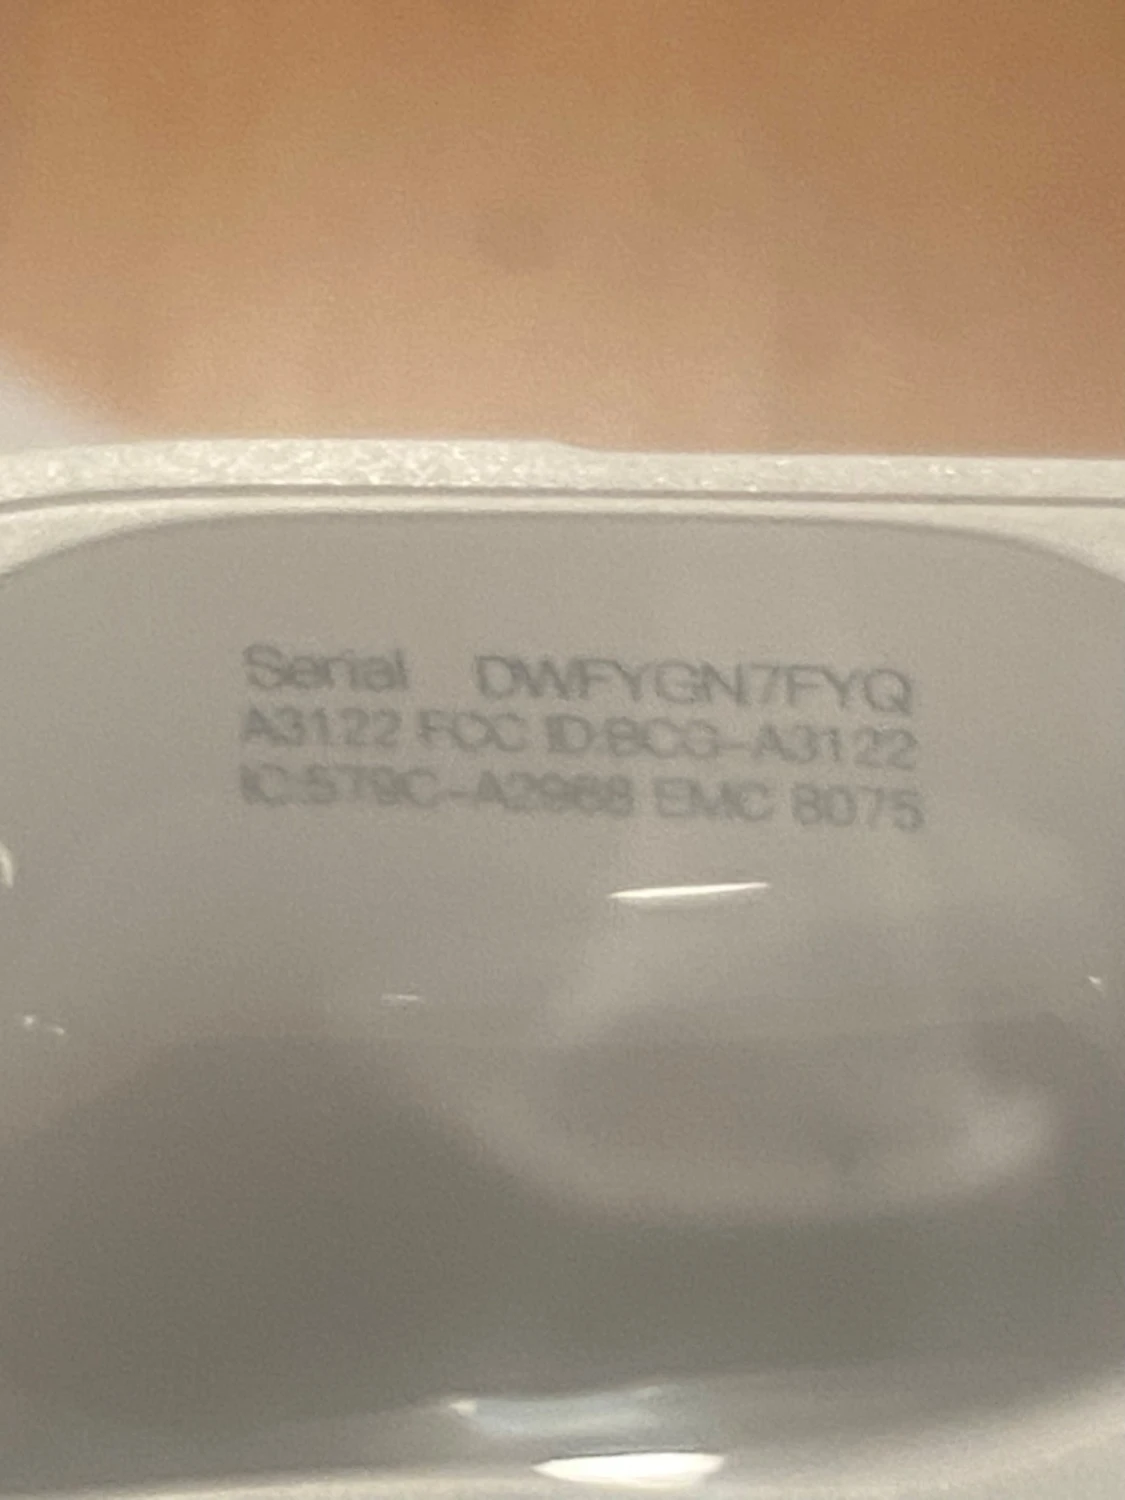 Serial DWFYGN7FYQ
A3122 FCC ID:BCG-A3122
IC:579C-A2968 EMC 8075